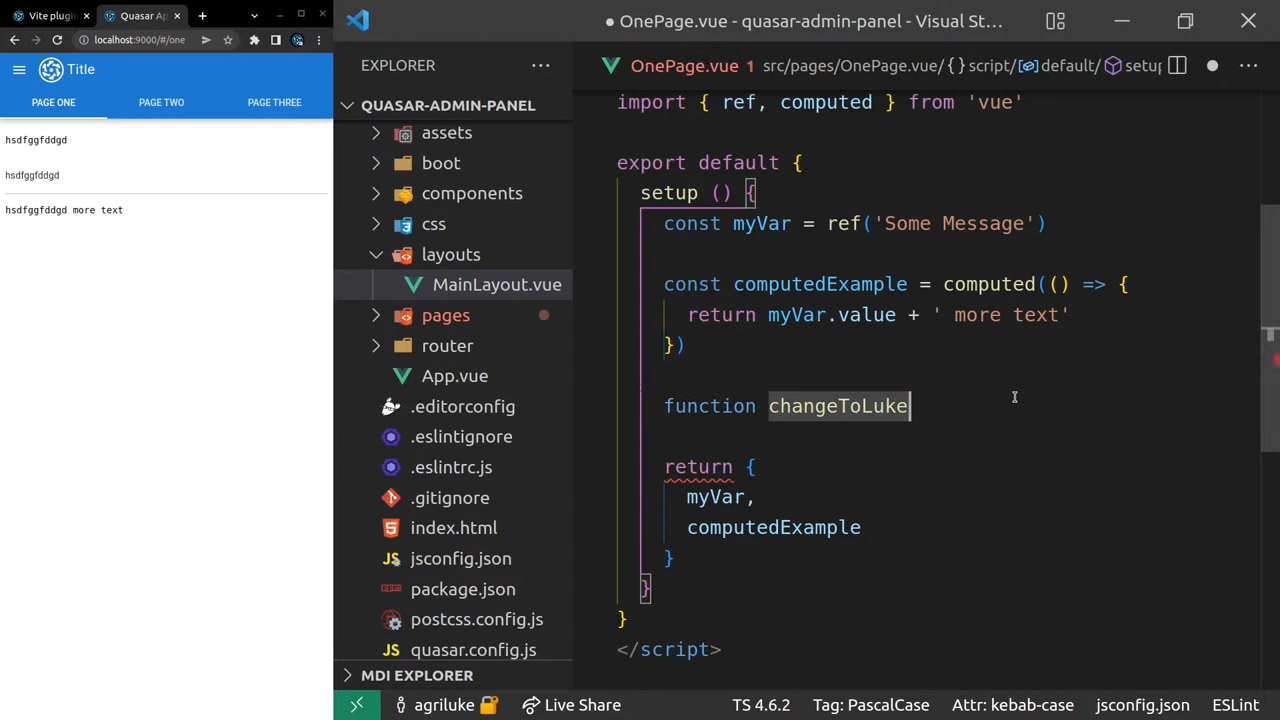 Vite plugin
Quasar Ap
OnePage.vue - quasar-admin-panel - Visual St...
localhost:9000/#/one
Title
PAGE ONE
PAGE TWO
PAGE THREE
hsdfggfddgd
hsdfggfddgd
hsdfggfddgd more text
EXPLORER
QUASAR-ADMIN-PANEL
assets
boot
components
css
layouts
MainLayout.vue
pages
router
App.vue
.editorconfig
.eslintignore
.eslintrc.js
.gitignore
index.html
jsconfig.json
package.json
postcss.config.js
quasar.config.js
MDI EXPLORER
OnePage.vue 1 src/pages/OnePage.vue/ {} script/ default/ setup
import { ref, computed } from 'vue'
export default {
setup () {
const myVar = ref('Some Message')
const computedExample = computed(() => {
return myVar.value + ' more text'
})
function changeToLuke
return {
myVar,
computedExample
}
}
}
</script>
agriluke
Live Share
TS 4.6.2
Tag: PascalCase
Attr: kebab-case
jsconfig.json
ESLint